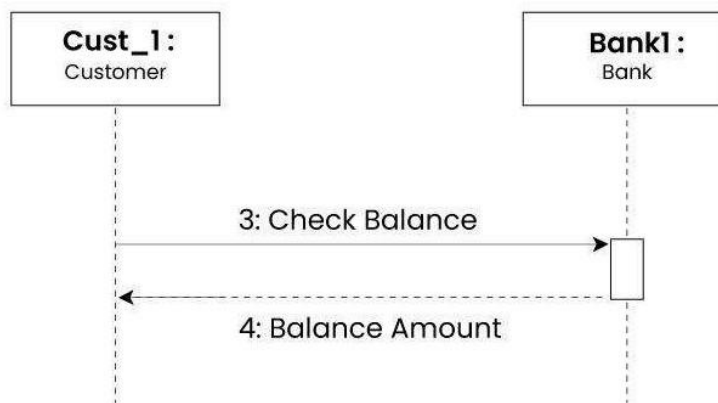 Cust_1 :
Customer
Bank1 :
Bank
3: Check Balance
4: Balance Amount